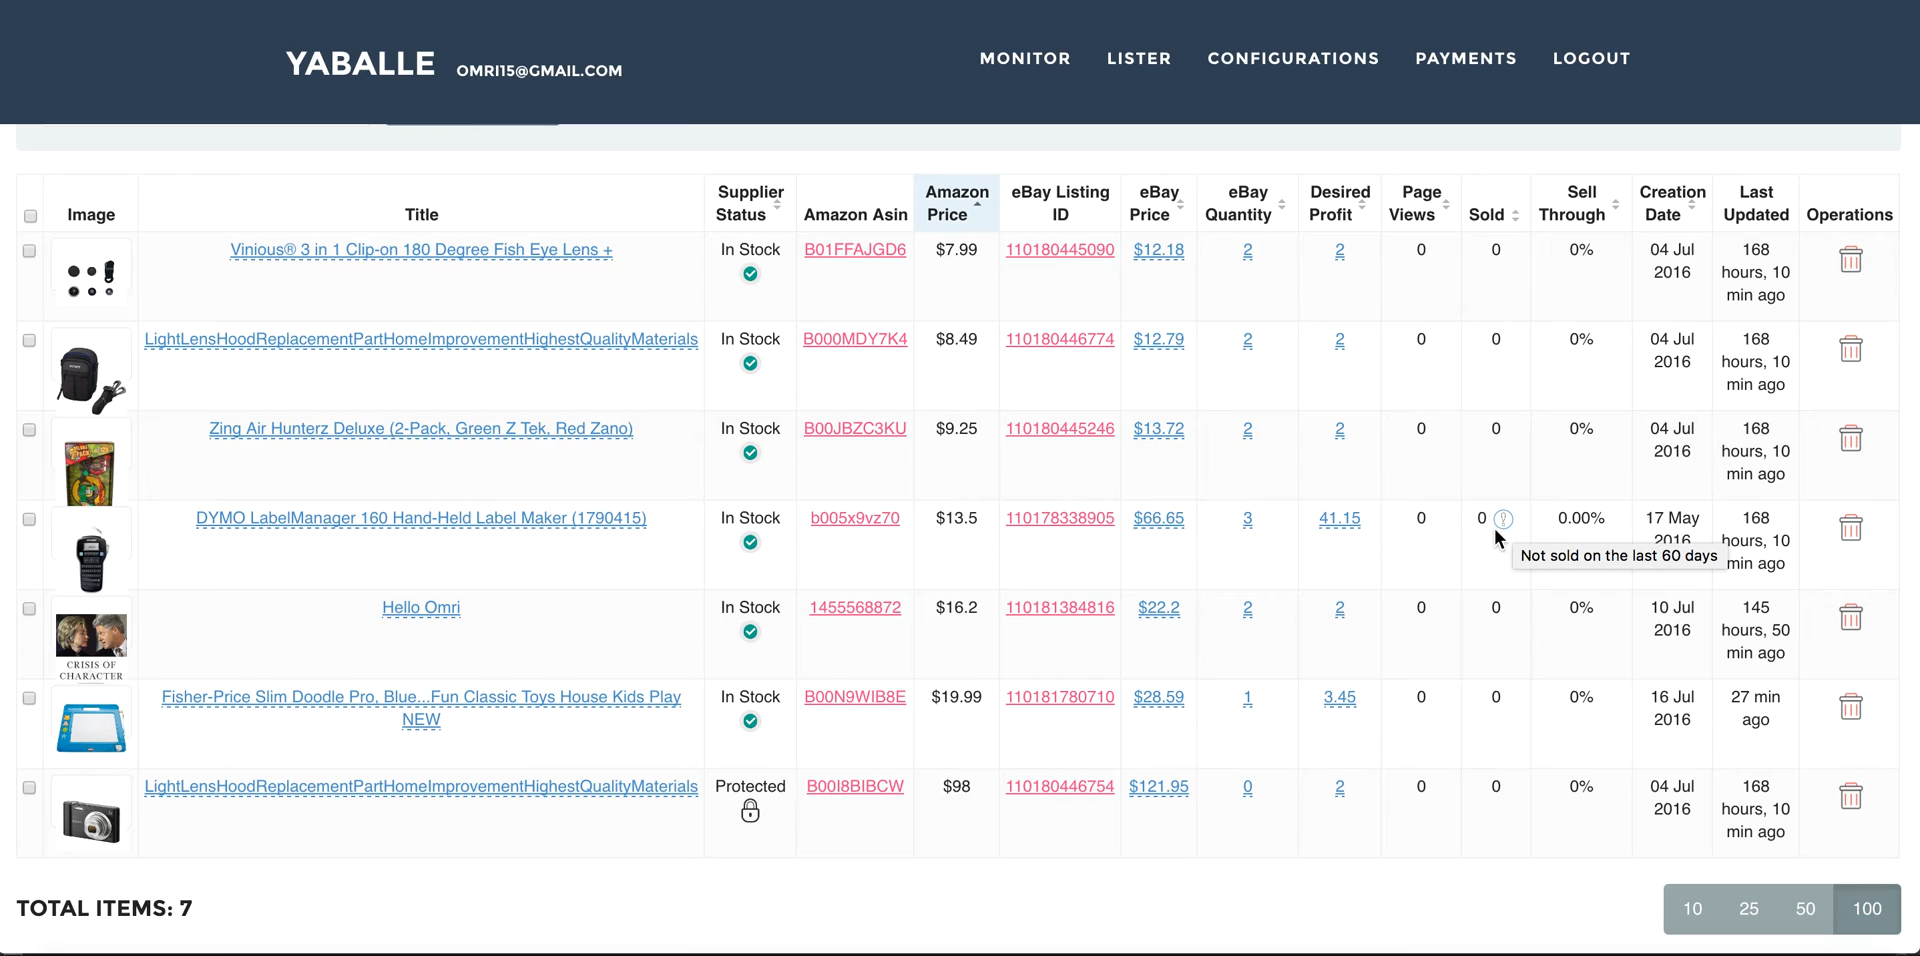 YABALLE OMRI15@GMAIL.COM MONITOR LISTER CONFIGURATIONS PAYMENTS LOGOUT
Image Title Supplier Status Amazon Asin Amazon Price eBay Listing ID eBay Price eBay Quantity Desired Profit Page Views Sold Sell Through Creation Date Last Updated Operations
Vinious® 3 in 1 Clip-on 180 Degree Fish Eye Lens + In Stock B01FFAJGD6 $7.99 110180445090 $12.18 2 2 0 0 0% 04 Jul 2016 168 hours, 10 min ago
LightLensHoodReplacementPartHomeImprovementHighestQualityMaterials In Stock B000MDY7K4 $8.49 110180446774 $12.79 2 2 0 0 0% 04 Jul 2016 168 hours, 10 min ago
Zing Air Hunterz Deluxe (2-Pack, Green Z Tek, Red Zano) In Stock B00JBZC3KU $9.25 110180445246 $13.72 2 2 0 0 0% 04 Jul 2016 168 hours, 10 min ago
DYMO LabelManager 160 Hand-Held Label Maker (1790415) In Stock b005x9vz70 $13.5 110178338905 $66.65 3 41.15 0 0 0.00% 17 May 2016 168 hours, 10 min ago
Not sold on the last 60 days
CRISIS OF CHARACTER
Hello Omri In Stock 1455568872 $16.2 110181384816 $22.2 2 2 0 0 0% 10 Jul 2016 145 hours, 50 min ago
Fisher-Price Slim Doodle Pro, Blue...Fun Classic Toys House Kids Play NEW In Stock B00N9WIB8E $19.99 110181780710 $28.59 1 3.45 0 0 0% 16 Jul 2016 27 min ago
LightLensHoodReplacementPartHomeImprovementHighestQualityMaterials Protected B00I8BIBCW $98 110180446754 $121.95 0 2 0 0 0% 04 Jul 2016 168 hours, 10 min ago
TOTAL ITEMS: 7 10 25 50 100